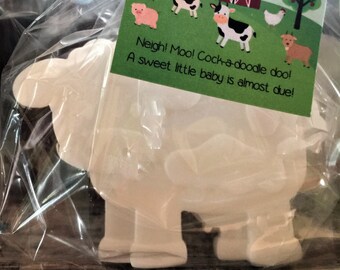 Neigh! Moo! Cock-a-doodle doo!
A sweet little baby is almost due!